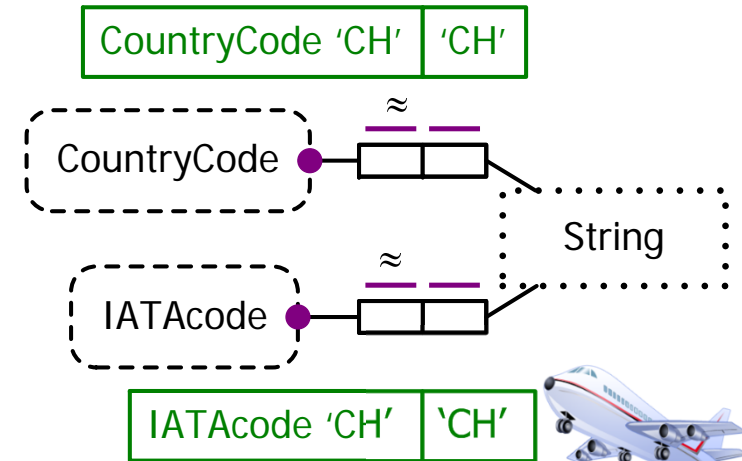 CountryCode ‘CH’ ‘CH’
≈
CountryCode
String
≈
IATAcode
IATAcode ‘CH’ ‘CH’